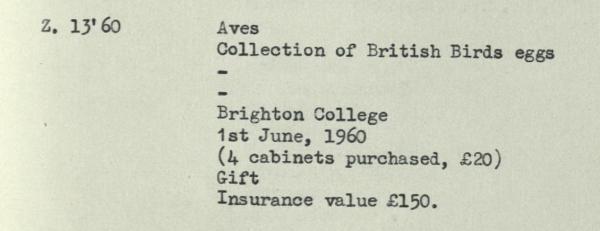 Z. 13'60 Aves
Collection of British Birds eggs
-
-
Brighton College
1st June, 1960
(4 cabinets purchased, £20)
Gift
Insurance value £150.